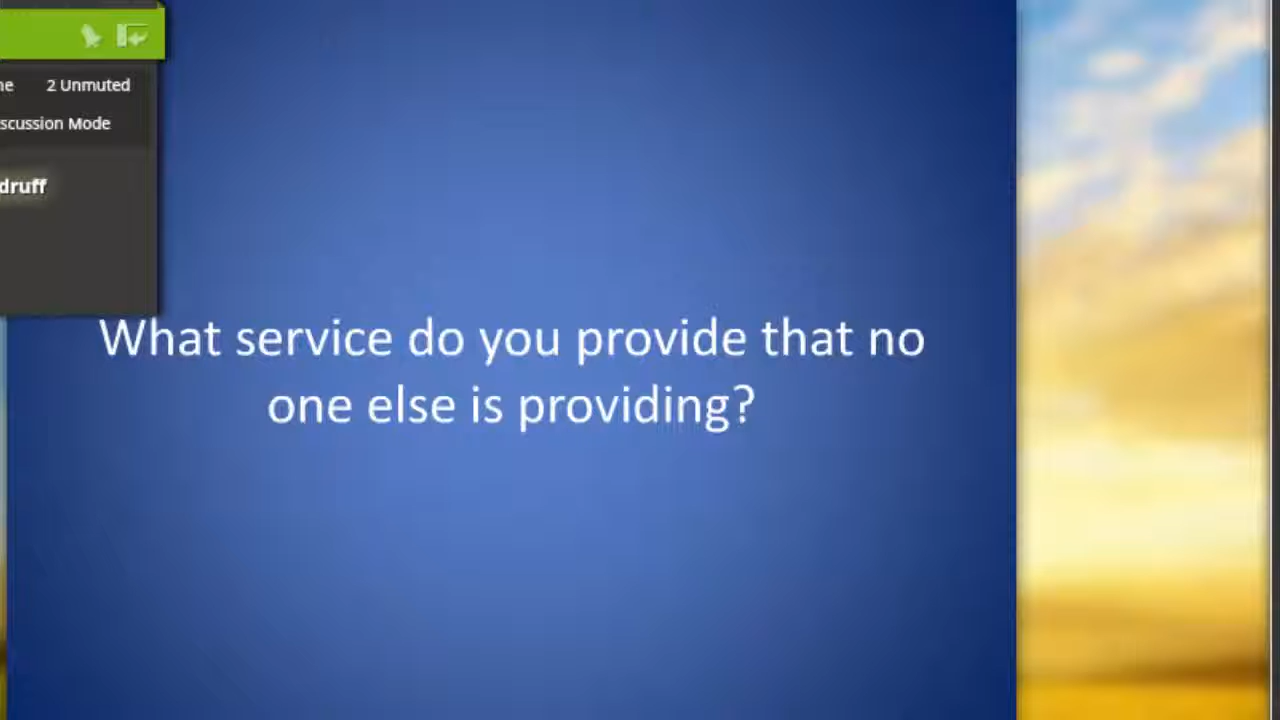 2 Unmuted
scussion Mode
druff
What service do you provide that no
one else is providing?